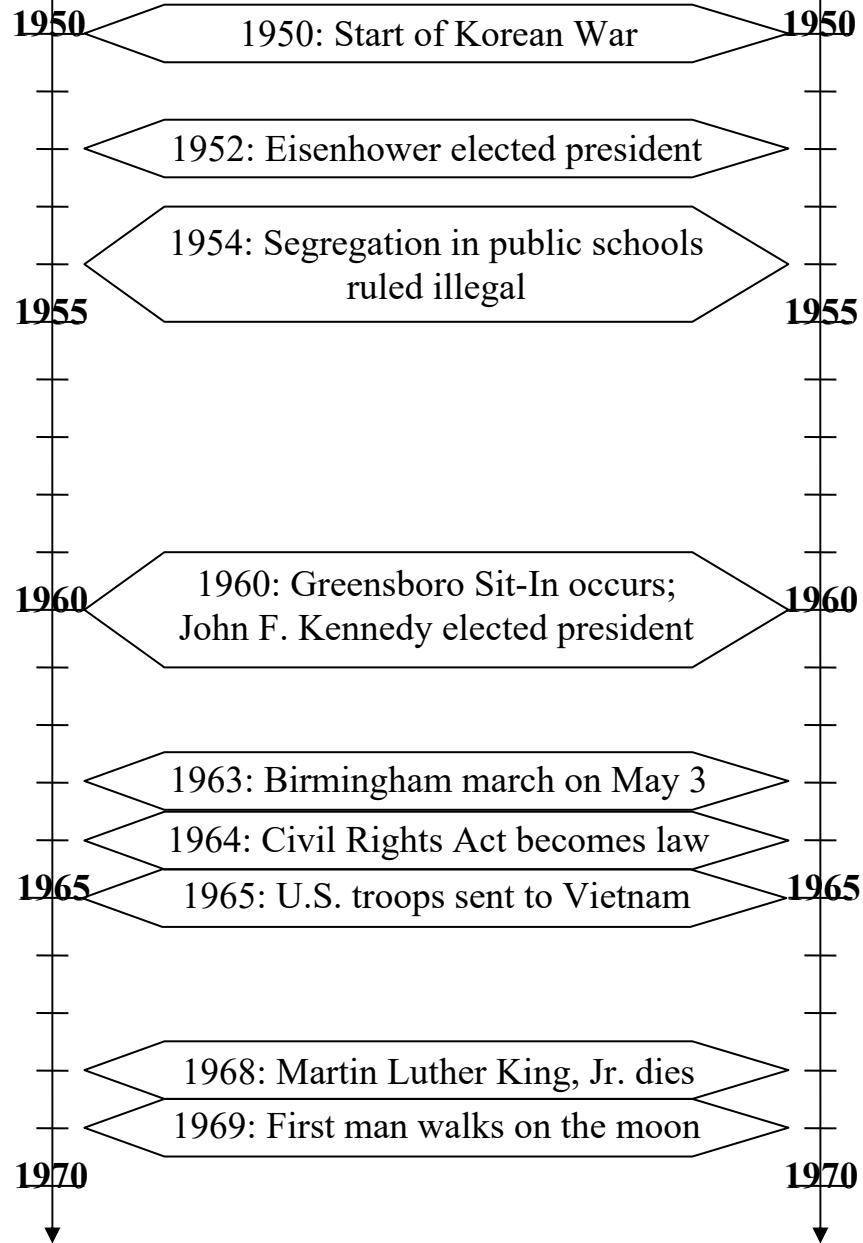 1950
1950: Start of Korean War
1950
1952: Eisenhower elected president
1954: Segregation in public schools
ruled illegal
1955
1955
1960: Greensboro Sit-In occurs;
John F. Kennedy elected president
1960
1960
1963: Birmingham march on May 3
1964: Civil Rights Act becomes law
1965
1965: U.S. troops sent to Vietnam
1965
1968: Martin Luther King, Jr. dies
1969: First man walks on the moon
1970
1970